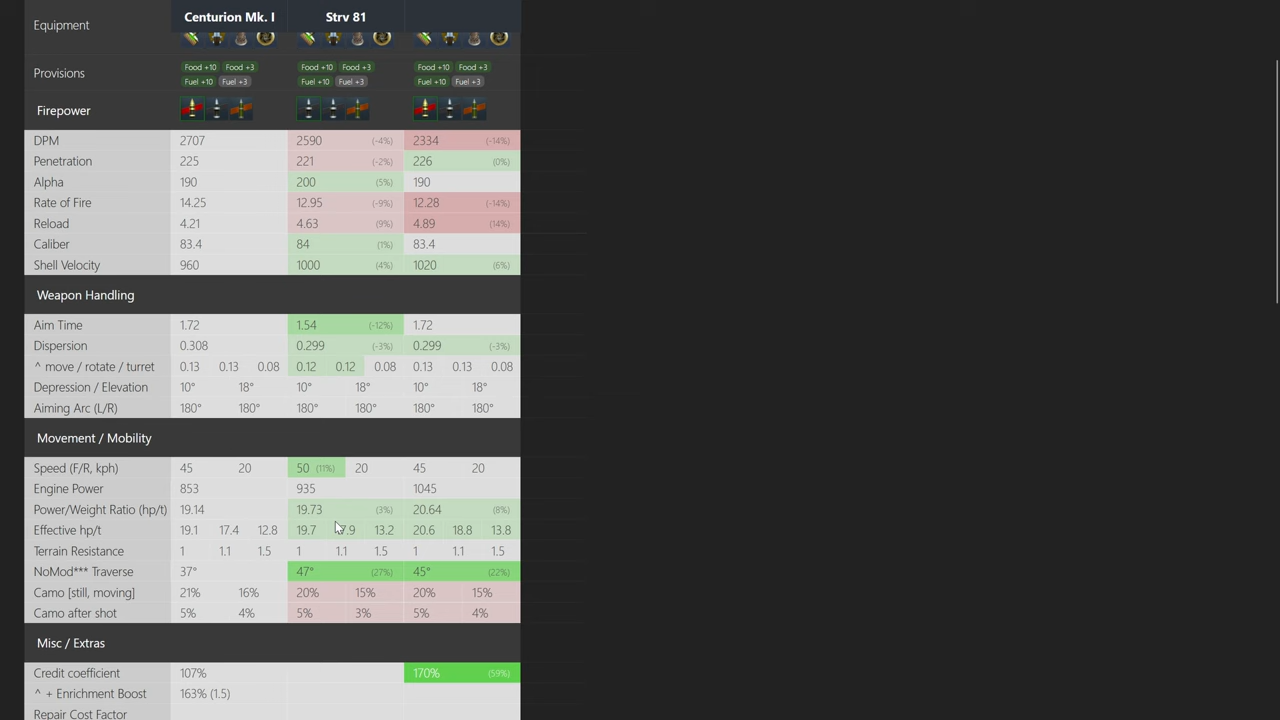 Centurion Mk. I Strv 81
Equipment
Provisions Food +10 Food +3 Food +10 Food +3 Food +10 Food +3
Fuel +10 Fuel +3 Fuel +10 Fuel +3 Fuel +10 Fuel +3
Firepower
DPM 2707 2590 (-4%) 2334 (-14%)
Penetration 225 221 (-2%) 226 (0%)
Alpha 190 200 (5%) 190
Rate of Fire 14.25 12.95 (-9%) 12.28 (-14%)
Reload 4.21 4.63 (9%) 4.89 (14%)
Caliber 83.4 84 (1%) 83.4
Shell Velocity 960 1000 (4%) 1020 (6%)
Weapon Handling
Aim Time 1.72 1.54 (-12%) 1.72
Dispersion 0.308 0.299 (-3%) 0.299 (-3%)
^ move / rotate / turret 0.13 0.13 0.08 0.12 0.12 0.08 0.13 0.13 0.08
Depression / Elevation 10° 18° 10° 18° 10° 18°
Aiming Arc (L/R) 180° 180° 180° 180° 180° 180°
Movement / Mobility
Speed (F/R, kph) 45 20 50 (11%) 20 45 20
Engine Power 853 935 1045
Power/Weight Ratio (hp/t) 19.14 19.73 (3%) 20.64 (8%)
Effective hp/t 19.1 17.4 12.8 19.7 13.2 20.6 18.8 13.8
Terrain Resistance 1 1.1 1.5 1 1.1 1.5 1 1.1 1.5
NoMod*** Traverse 37° 47° (27%) 45° (22%)
Camo [still, moving] 21% 16% 20% 15% 20% 15%
Camo after shot 5% 4% 5% 3% 5% 4%
Misc / Extras
Credit coefficient 107% 170% (59%)
^ + Enrichment Boost 163% (1.5)
Repair Cost Factor